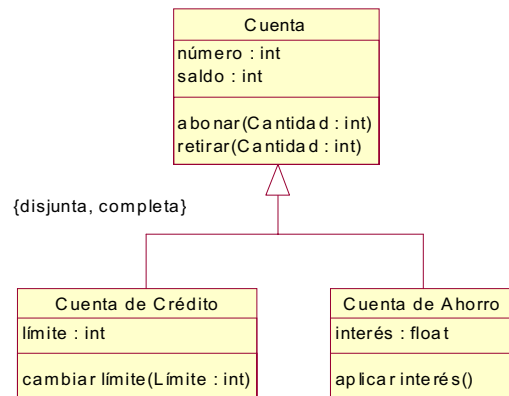 Cuenta
número : int
saldo : int
abonar(Cantidad : int)
retirar(Cantidad : int)
{disjunta, completa}
Cuenta de Crédito
límite : int
cambiar límite(Límite : int)
Cuenta de Ahorro
interés : float
aplicar interés()